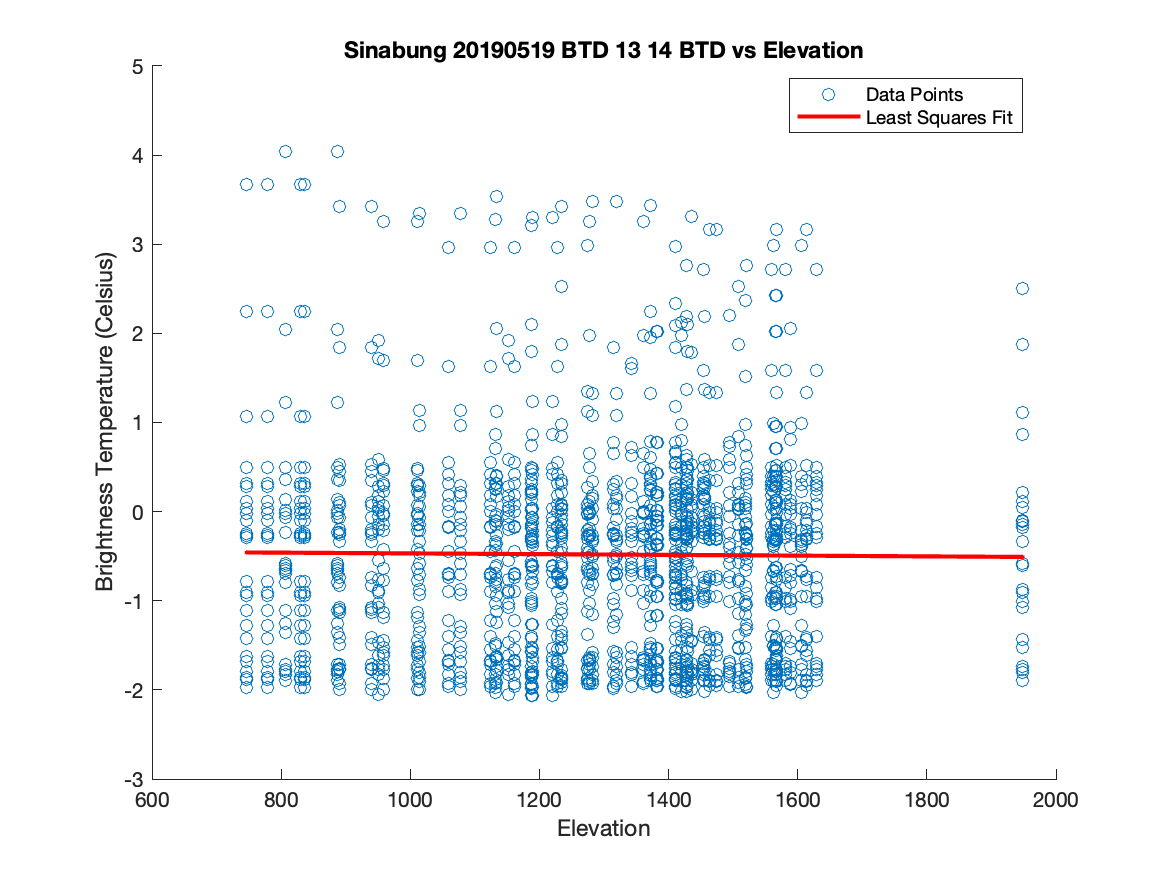 Sinabung 20190519 BTD 13 14 BTD vs Elevation
Data Points
Least Squares Fit
Brightness Temperature (Celsius)
5
4
3
2
1
0
-1
-2
-3
600 800 1000 1200 1400 1600 1800 2000
Elevation